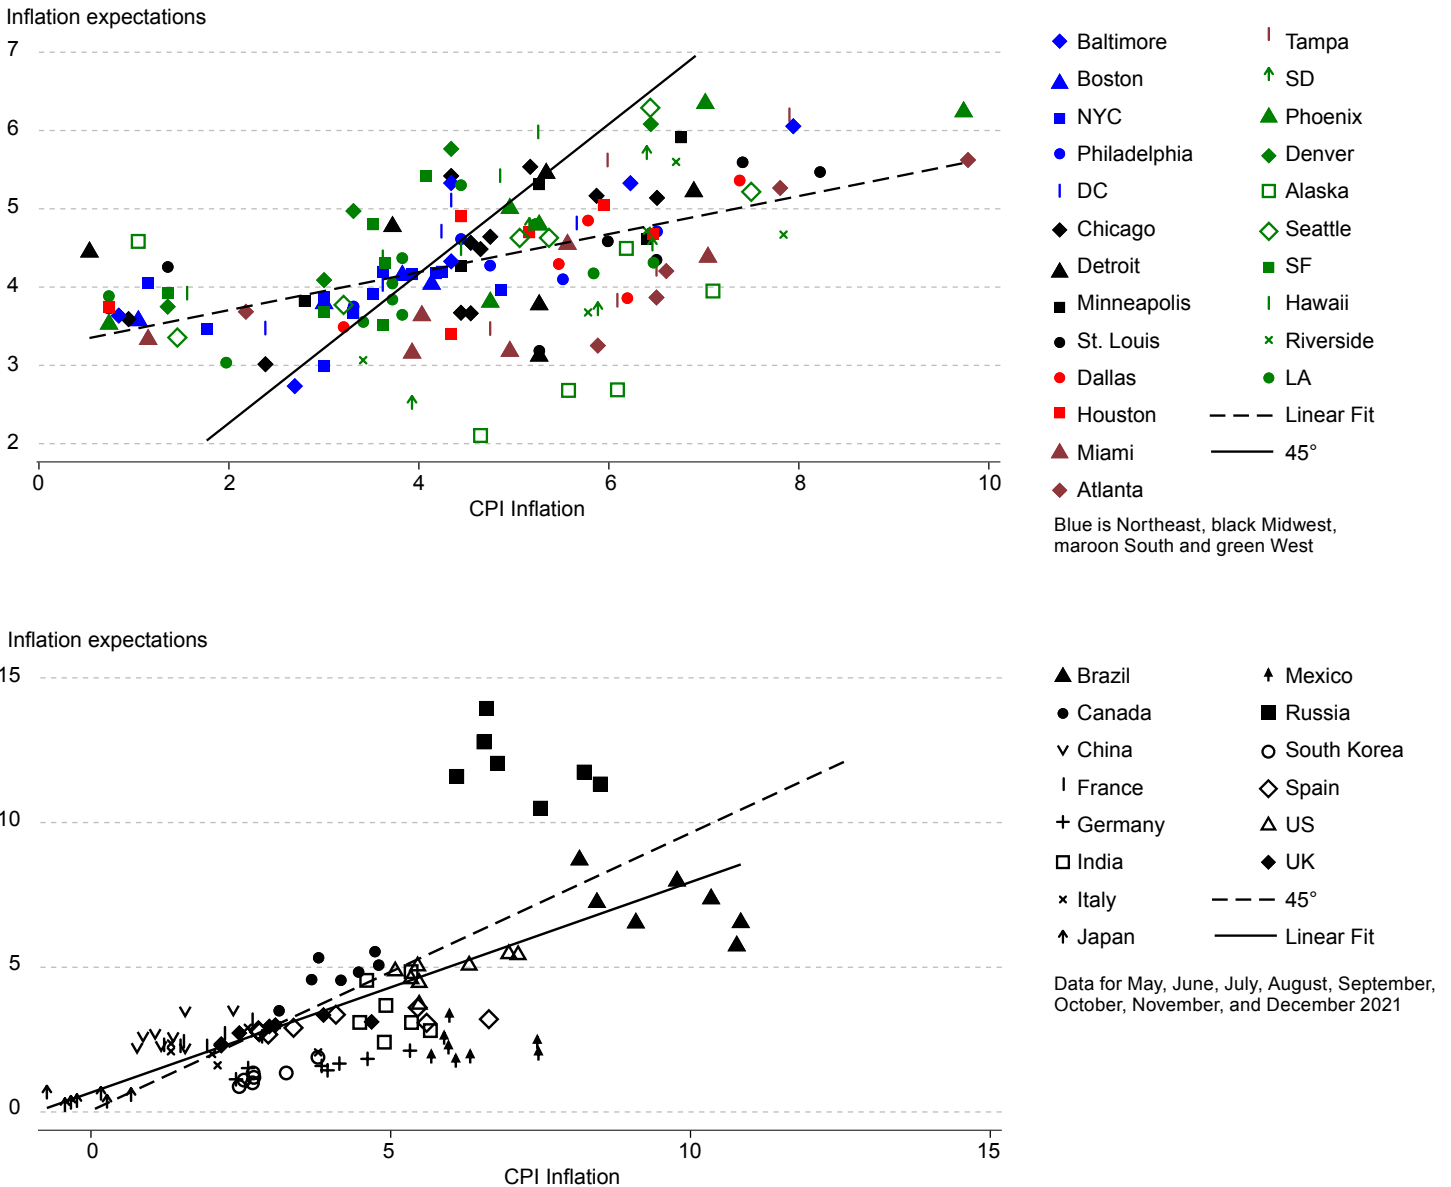 Inflation expectations
7
6
5
4
3
2
0
2
4
6
8
10
CPI Inflation
Baltimore
Boston
NYC
Philadelphia
DC
Chicago
Detroit
Minneapolis
St. Louis
Dallas
Houston
Miami
Atlanta
Tampa
SD
Phoenix
Denver
Alaska
Seattle
SF
Hawaii
Riverside
LA
Linear Fit
45°
Blue is Northeast, black Midwest,
maroon South and green West
Inflation expectations
15
10
5
0
0
5
10
15
CPI Inflation
Brazil
Canada
China
France
Germany
India
Italy
Japan
Mexico
Russia
South Korea
Spain
US
UK
45°
Linear Fit
Data for May, June, July, August, September,
October, November, and December 2021